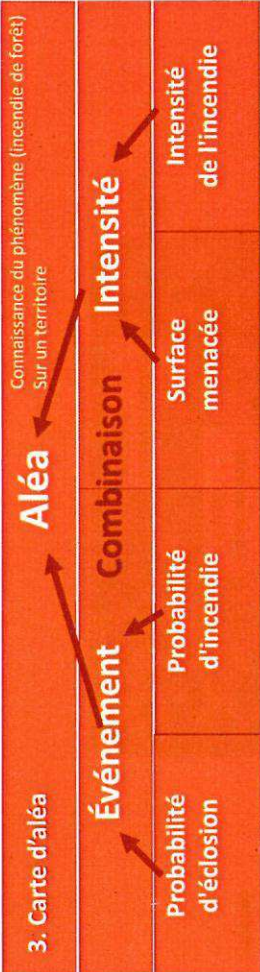 3. Carte d'aléa
Aléa
Connaissance du phénomène (incendie de forêt)
Sur un territoire
Événement
Combinaison
Intensité
Probabilité
d'éclosion
Probabilité
d'incendie
Surface
menacée
Intensité
de l'incendie